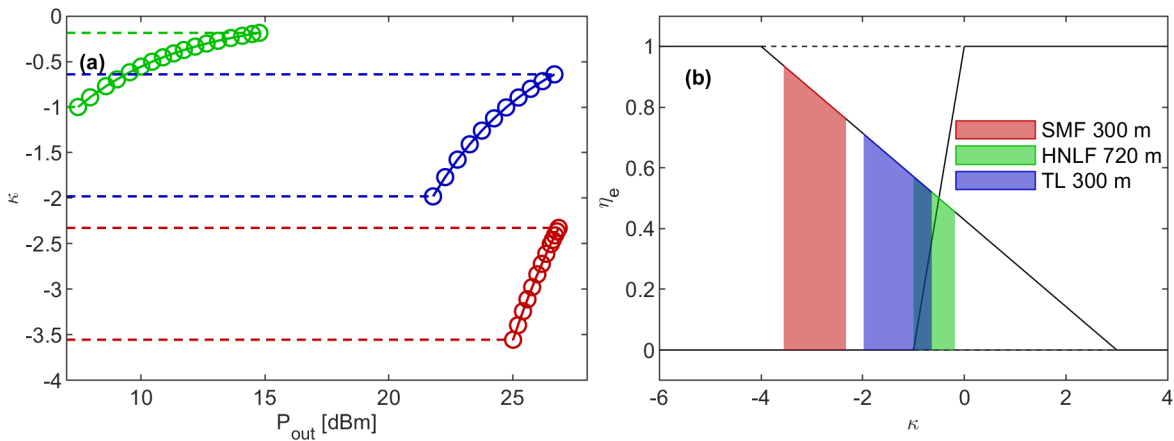 (a)
0
-0.5
-1
-1.5
-2
-2.5
-3
-3.5
-4
κ
10
15
20
25
P_out [dBm]
(b)
1
0.8
0.6
0.4
0.2
0
η_e
SMF 300 m
HNLF 720 m
TL 300 m
-6
-4
-2
0
2
4
κ